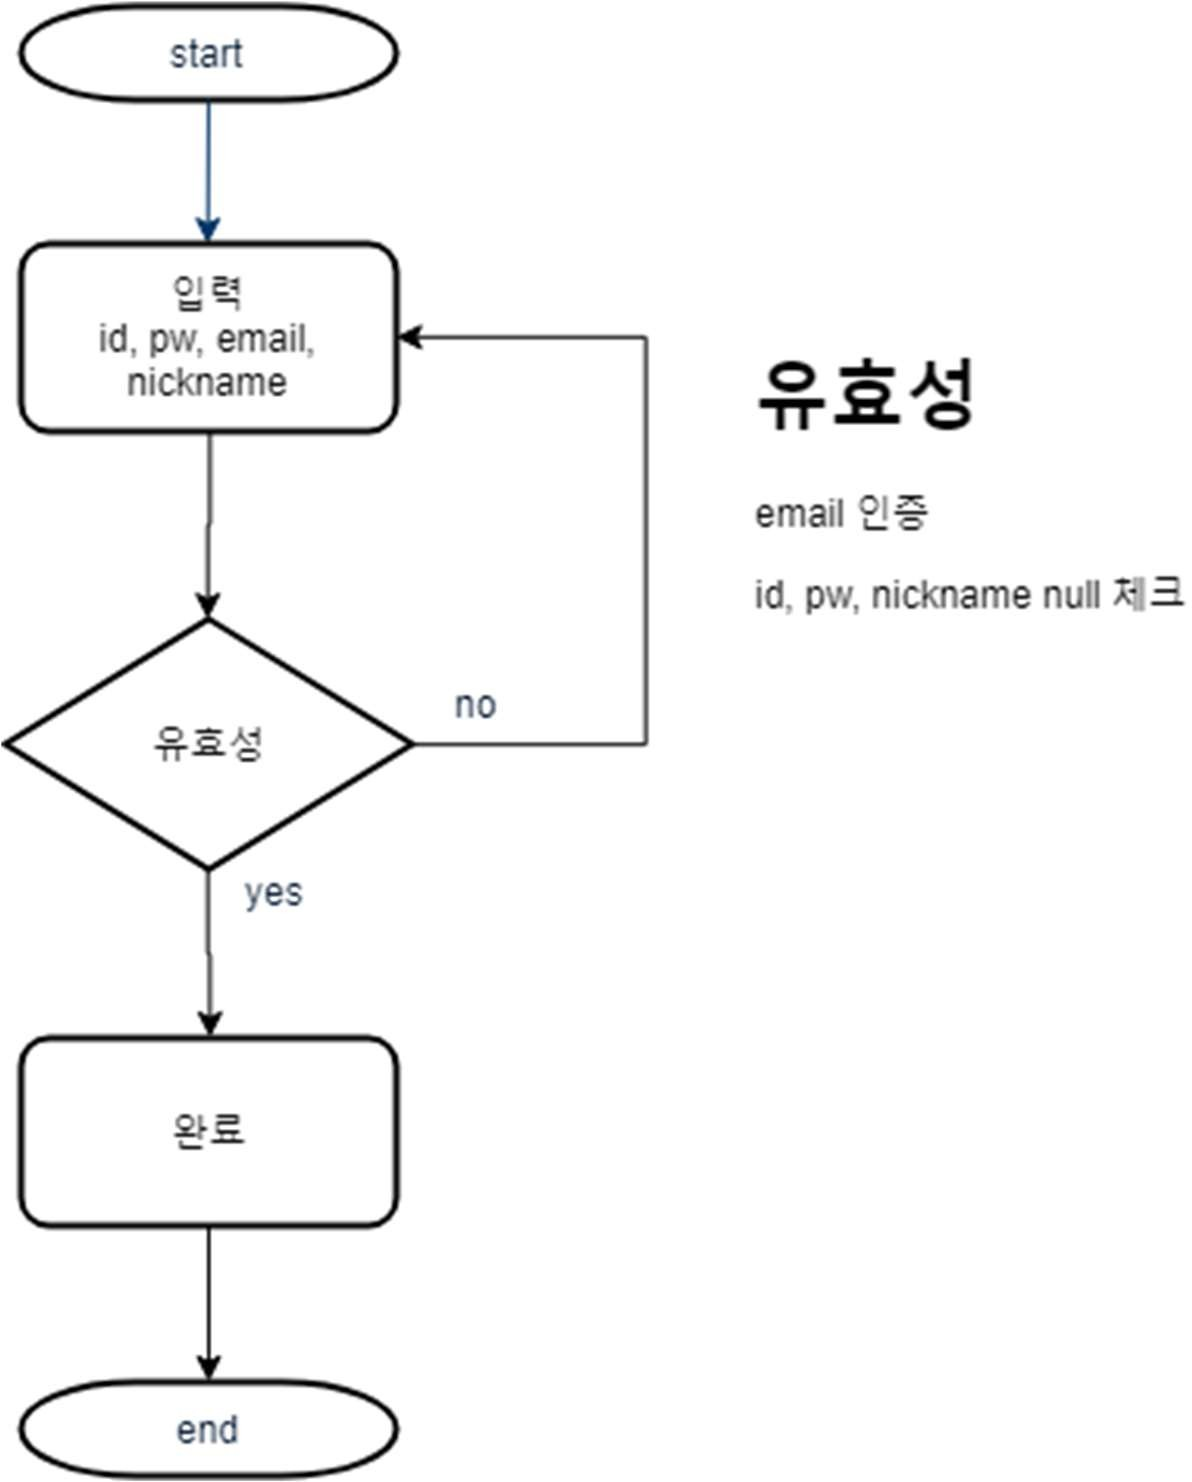 start
입력
id, pw, email,
nickname
유효성
email 인증
id, pw, nickname null 체크
유효성
no
yes
완료
end